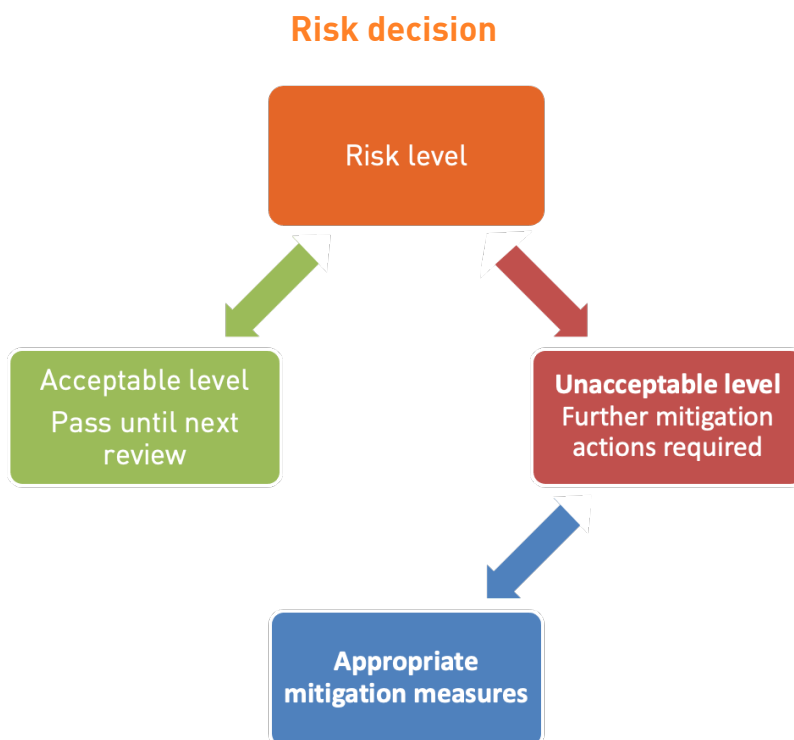 Risk decision
Risk level
Acceptable level
Pass until next
review
Unacceptable level
Further mitigation
actions required
Appropriate
mitigation measures